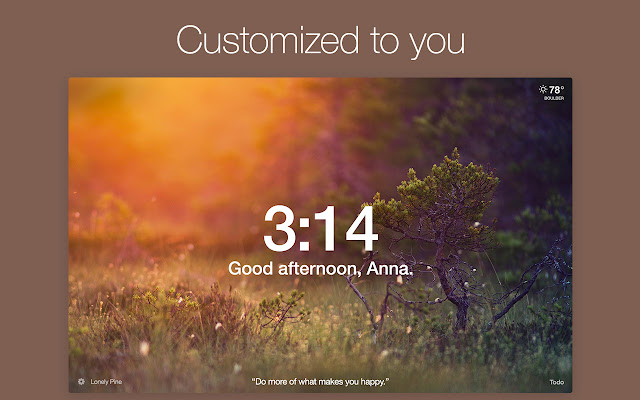 Customized to you
78°
BOULDER
3:14
Good afternoon, Anna.
Lonely Pine
“Do more of what makes you happy.”
Todo